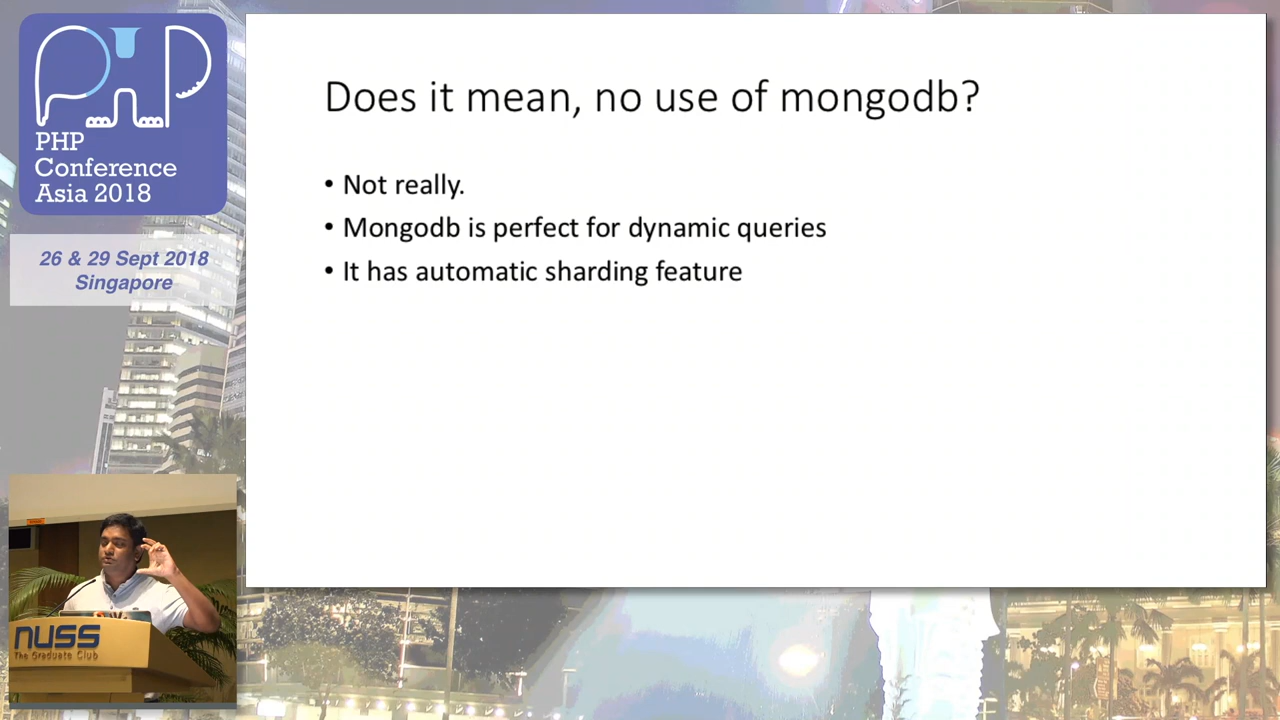 PHP
Conference
Asia 2018
26 & 29 Sept 2018
Singapore
Does it mean, no use of mongodb?
• Not really.
• Mongodb is perfect for dynamic queries
• It has automatic sharding feature
nuss
The Graduate Club